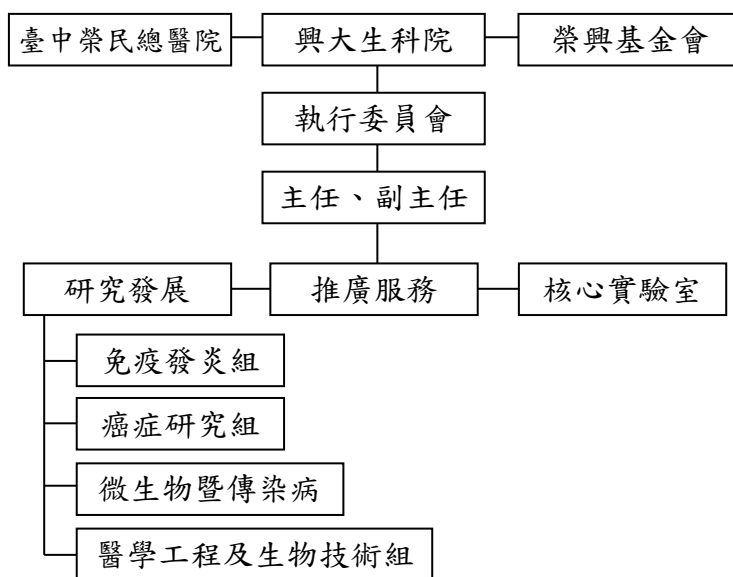 臺中榮民總醫院
興大生科院
榮興基金會
執行委員會
主任、副主任
研究發展
推廣服務
核心實驗室
免疫發炎組
癌症研究組
微生物暨傳染病
醫學工程及生物技術組